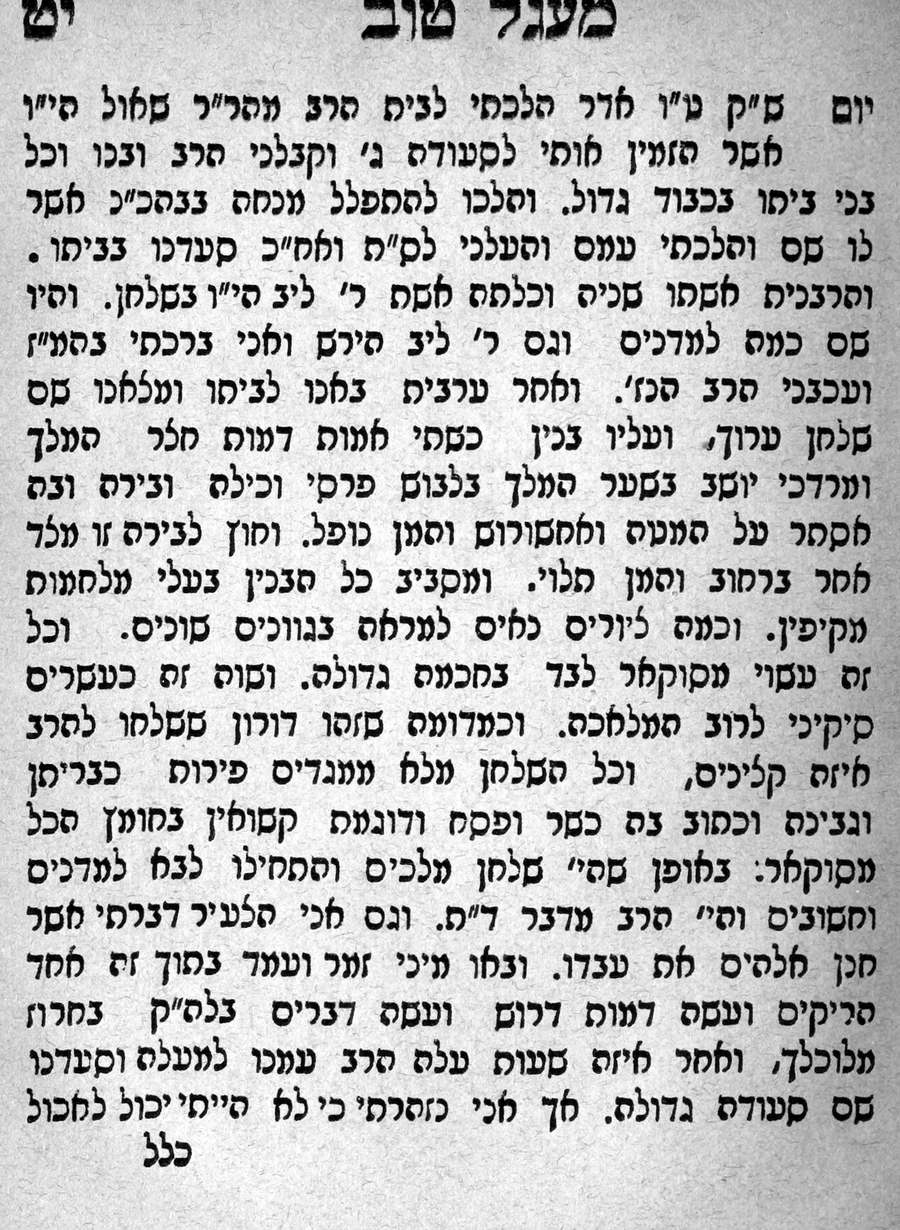 מעגל טוב יט
יום ש"ק ט"ו אדר הלכתי לבית הרב מהר"ר שאול הי"ו
אשר הזמין אותי לסעודה ג' וקבלני הרב ובנו וכל
בני ביתו בכבוד גדול. והלכו להתפלל מנחה בבהכ"נ אשר
לו שם והלכתי עמם והעלני לס"ת ואח"כ סעדנו בביתו.
והרבנית אשתו שניה וכלתה אשת ר' ליב הי"ו בשלחן. והיו
שם כמה למדנים וגם ר' ליב הירש ואני ברכתי בהמ"ז
ועכבני הרב הנז'. ואחר ערבית באנו לביתו ומצאנו שם
שלחן ערוך, ועליו בנין כשתי אמות דמות חצר המלך
ומרדכי יושב בשער המלך בלבוש פרסי וכילה ובירה ובה
אסתר על המטה ואחשורוש והמן נופל. וחוץ לבירה זו מצד
אחר ברחוב והמן תלוי. ומסביב כל הבנין בעלי מלחמות
מקיפין. וכמה ציורים נאים למראה בגוונים שונים. וכל
זה עשוי מסוקאר לבד בחכמה גדולה. ושוה זה כעשרים
סיקיני לרוב המלאכה. וכמדומה שזהו דורון ששלחו להרב
איזה קצינים, וכל השלחן מלא ממגדים פירות כבריתן
וגבינה וכתוב בה כשר ופסח ודוגמת קשואין בחומץ הכל
מסוקאר: באופן שהי' שלחן מלכים והתחילו לבא למדנים
וחשובים והי' הרב מדבר ד"ת. וגם אני הצעיר דברתי אשר
חנן אלהים את עבדו. ובאו מיני זמר ועמד בתוך זה אחד
הריקים ועשה דמות דרוש ועשה דברים בלה"ק בחרוז
מלוכלך, ואחר איזה שעות עלה הרב עמנו למעלה וסעדנו
שם סעודה גדולה. אך אני נזהרתי כי לא הייתי יכול לאכול
כלל